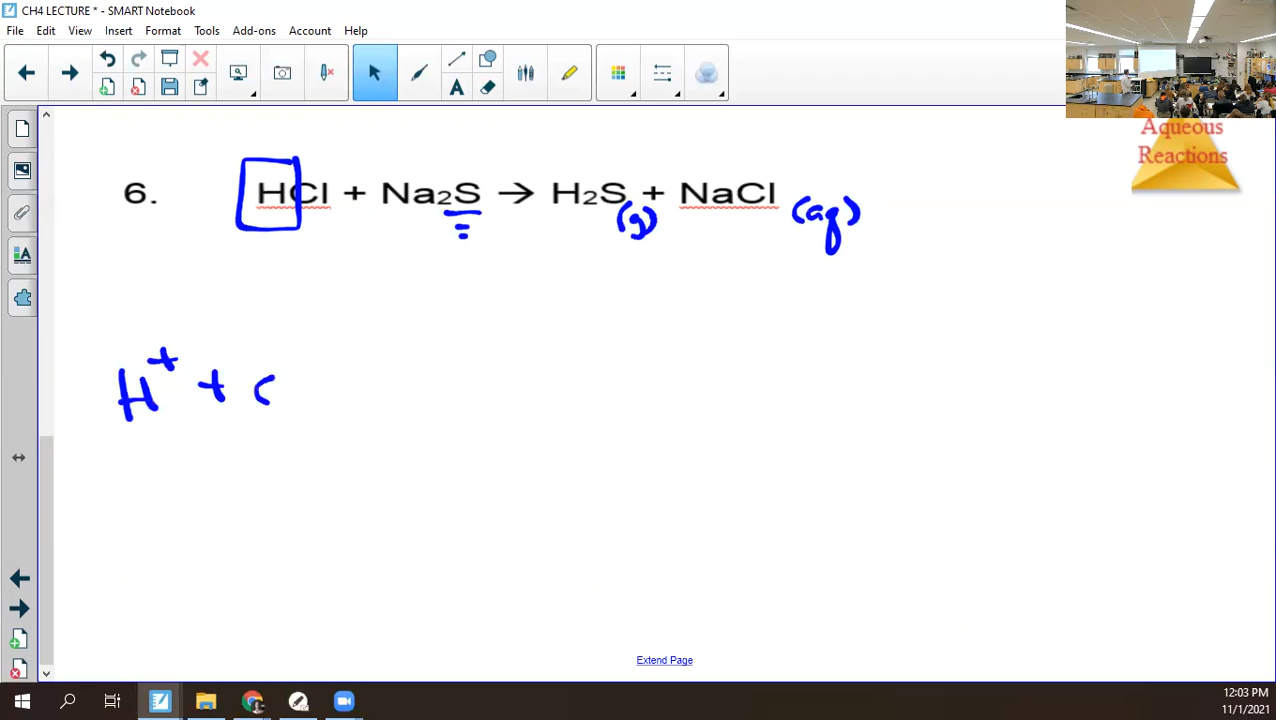 CH4 LECTURE * - SMART Notebook
File Edit View Insert Format Tools Add-ons Account Help
Aqueous
Reactions
6. HCl + Na₂S → H₂S + NaCl
(g) (aq)
H⁺ + C
Extend Page
12:03 PM
11/1/2021